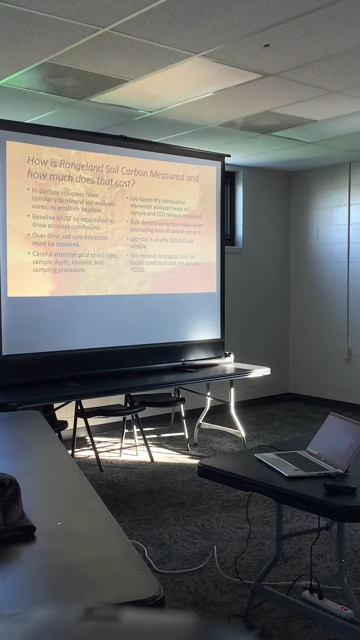 How is Rangeland Soil Carbon Measured and
how much does that cost?
• In-pasture soil cores taken
(similarly to mineral soil analysis
cores) to establish baseline.
• Baseline MUST be established to
draw accurate conclusions.
• Over time, soil core extraction
must be repeated.
• Careful attention paid to soil type,
sample depth, location, and
sampling procedure.
• Lab-based dry combustion
elemental analyzer heats soil
sample and CO2 release measured.
• Bulk density correction made when
estimating tons of carbon per acre.
• Lab cost is usually
sample.
• Soil mineral, biological, and soil
health combined cost per sample